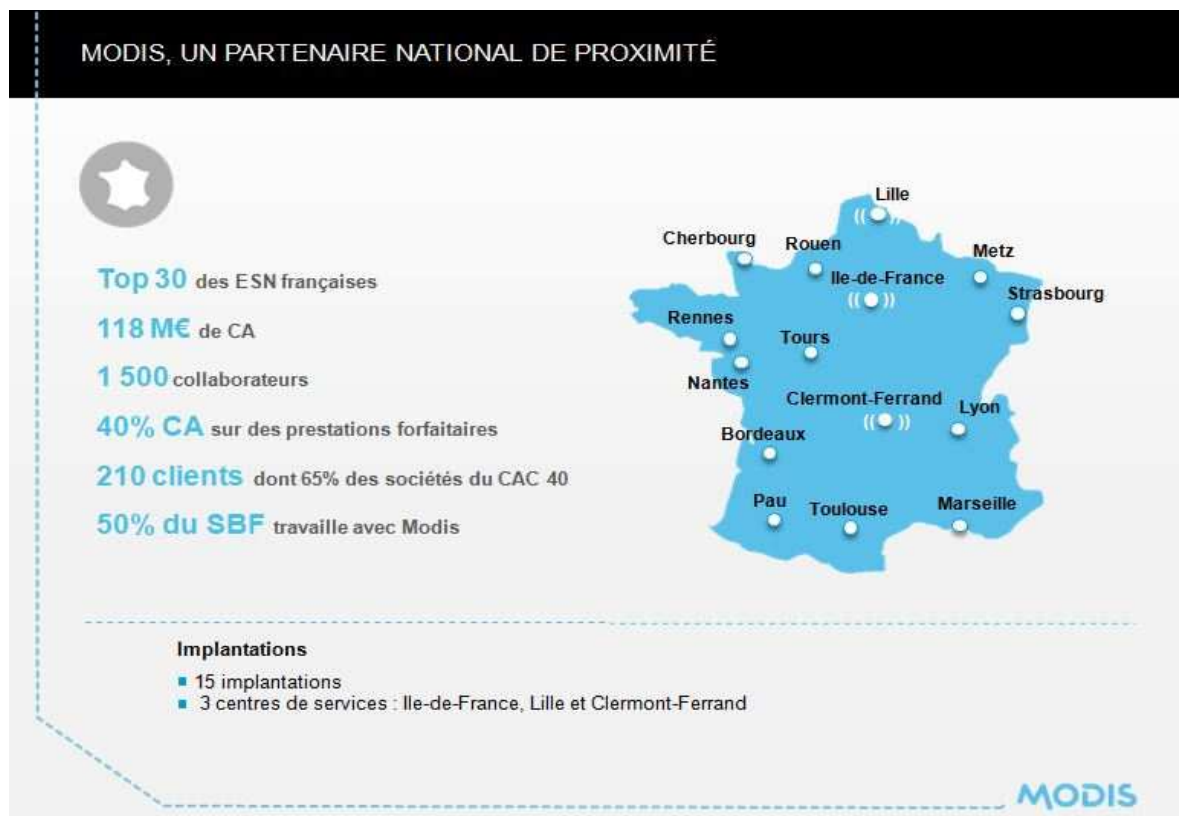 MODIS, UN PARTENAIRE NATIONAL DE PROXIMITÉ
Top 30 des ESN françaises
118 M€ de CA
1 500 collaborateurs
40% CA sur des prestations forfaitaires
210 clients dont 65% des sociétés du CAC 40
50% du SBF travaille avec Modis
Lille
Cherbourg
Rouen
Metz
Ile-de-France
Strasbourg
Rennes
Tours
Nantes
Clermont-Ferrand
Lyon
Bordeaux
Pau
Toulouse
Marseille
Implantations
15 implantations
3 centres de services : Ile-de-France, Lille et Clermont-Ferrand
MODIS